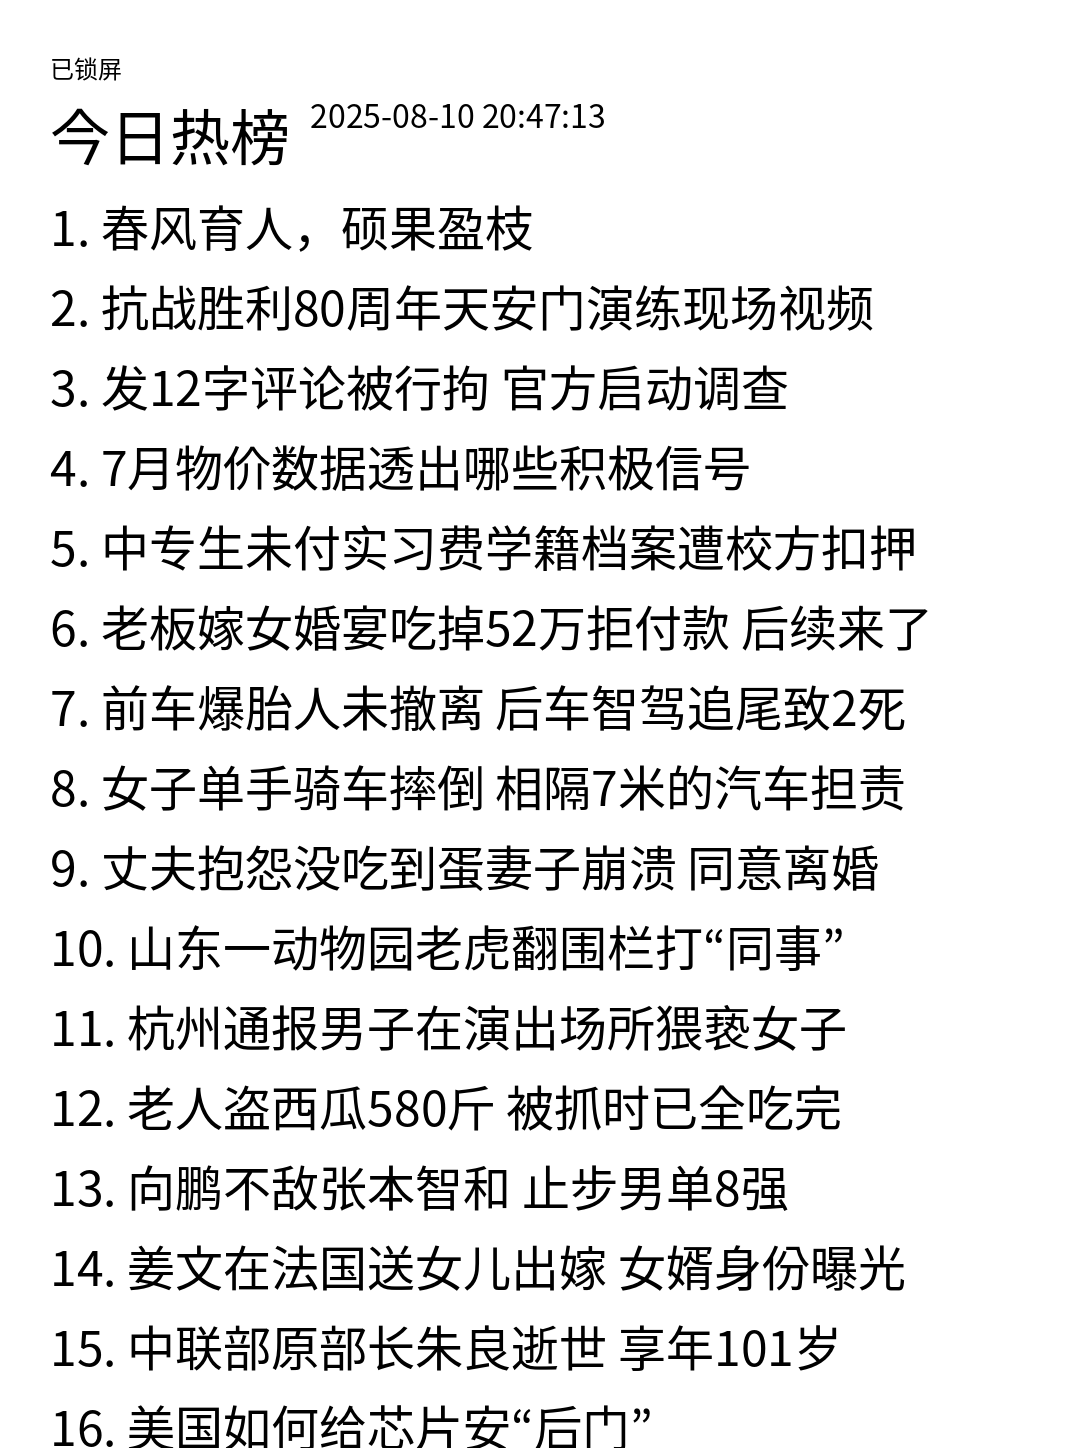 已锁屏
今日热榜 2025-08-10 20:47:13
1. 春风育人，硕果盈枝
2. 抗战胜利80周年天安门演练现场视频
3. 发12字评论被行拘 官方启动调查
4. 7月物价数据透出哪些积极信号
5. 中专生未付实习费学籍档案遭校方扣押
6. 老板嫁女婚宴吃掉52万拒付款 后续来了
7. 前车爆胎人未撤离 后车智驾追尾致2死
8. 女子单手骑车摔倒 相隔7米的汽车担责
9. 丈夫抱怨没吃到蛋妻子崩溃 同意离婚
10. 山东一动物园老虎翻围栏打“同事”
11. 杭州通报男子在演出场所猥亵女子
12. 老人盗西瓜580斤 被抓时已全吃完
13. 向鹏不敌张本智和 止步男单8强
14. 姜文在法国送女儿出嫁 女婿身份曝光
15. 中联部原部长朱良逝世 享年101岁
16. 美国如何给芯片安“后门”